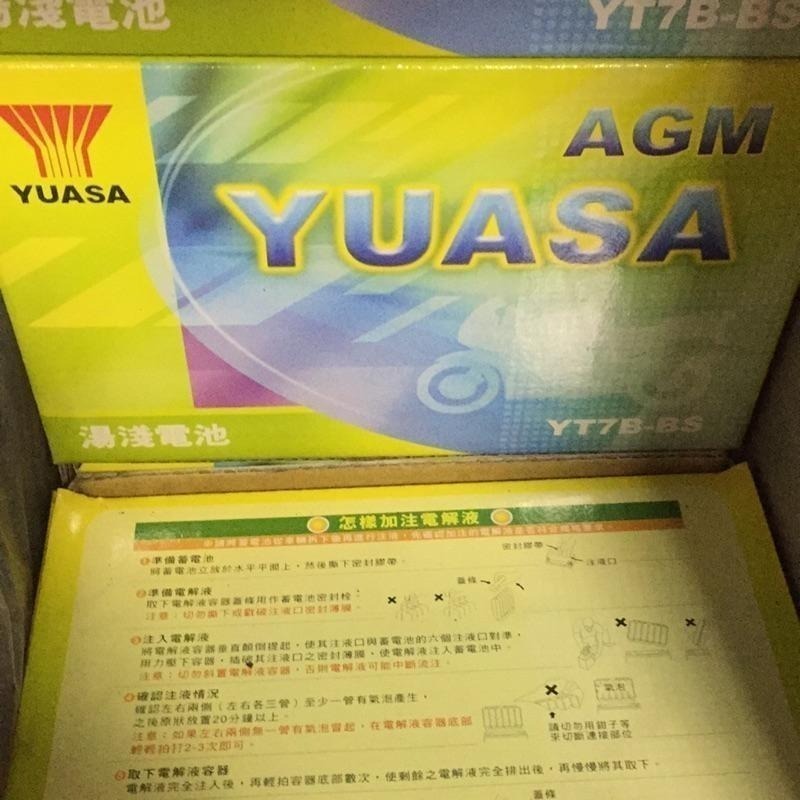 湯淺電池
YT7B-BS
AGM
YUASA
YUASA
湯淺電池
YT7B-BS
怎樣加注電解液
密封膠帶
注液口
❶準備蓄電池
將蓄電池立放於水平平面上，然後撕下密封膠帶。
蓋條
❷準備電解液
取下電解液容器蓋條用作蓄電池密封栓。
注意：切勿撕下或戳破注液口密封薄膜。
❸注入電解液
將電解液容器垂直顛倒提起，使其注液口與蓄電池的六個注液口對準，
用力壓下容器，插破其注液口之密封薄膜，使電解液注入蓄電池中。
注意：切勿斜置電解液容器，否則電解液可能中斷流注。
❹確認注液情況
確認左右兩側（左右各三管）至少一管有氣泡產生，
之後原狀放置20分鐘以上。
注意：如果左右兩側無一管有氣泡冒起，在電解液容器底部
輕輕拍打2-3次即可。
氣泡
請切勿用鉗子等
來切斷連接部位
❺取下電解液容器
電解液完全注入後，再輕拍容器底部數次，使剩餘之電解液完全排出後，再慢慢將其取下。
蓋條